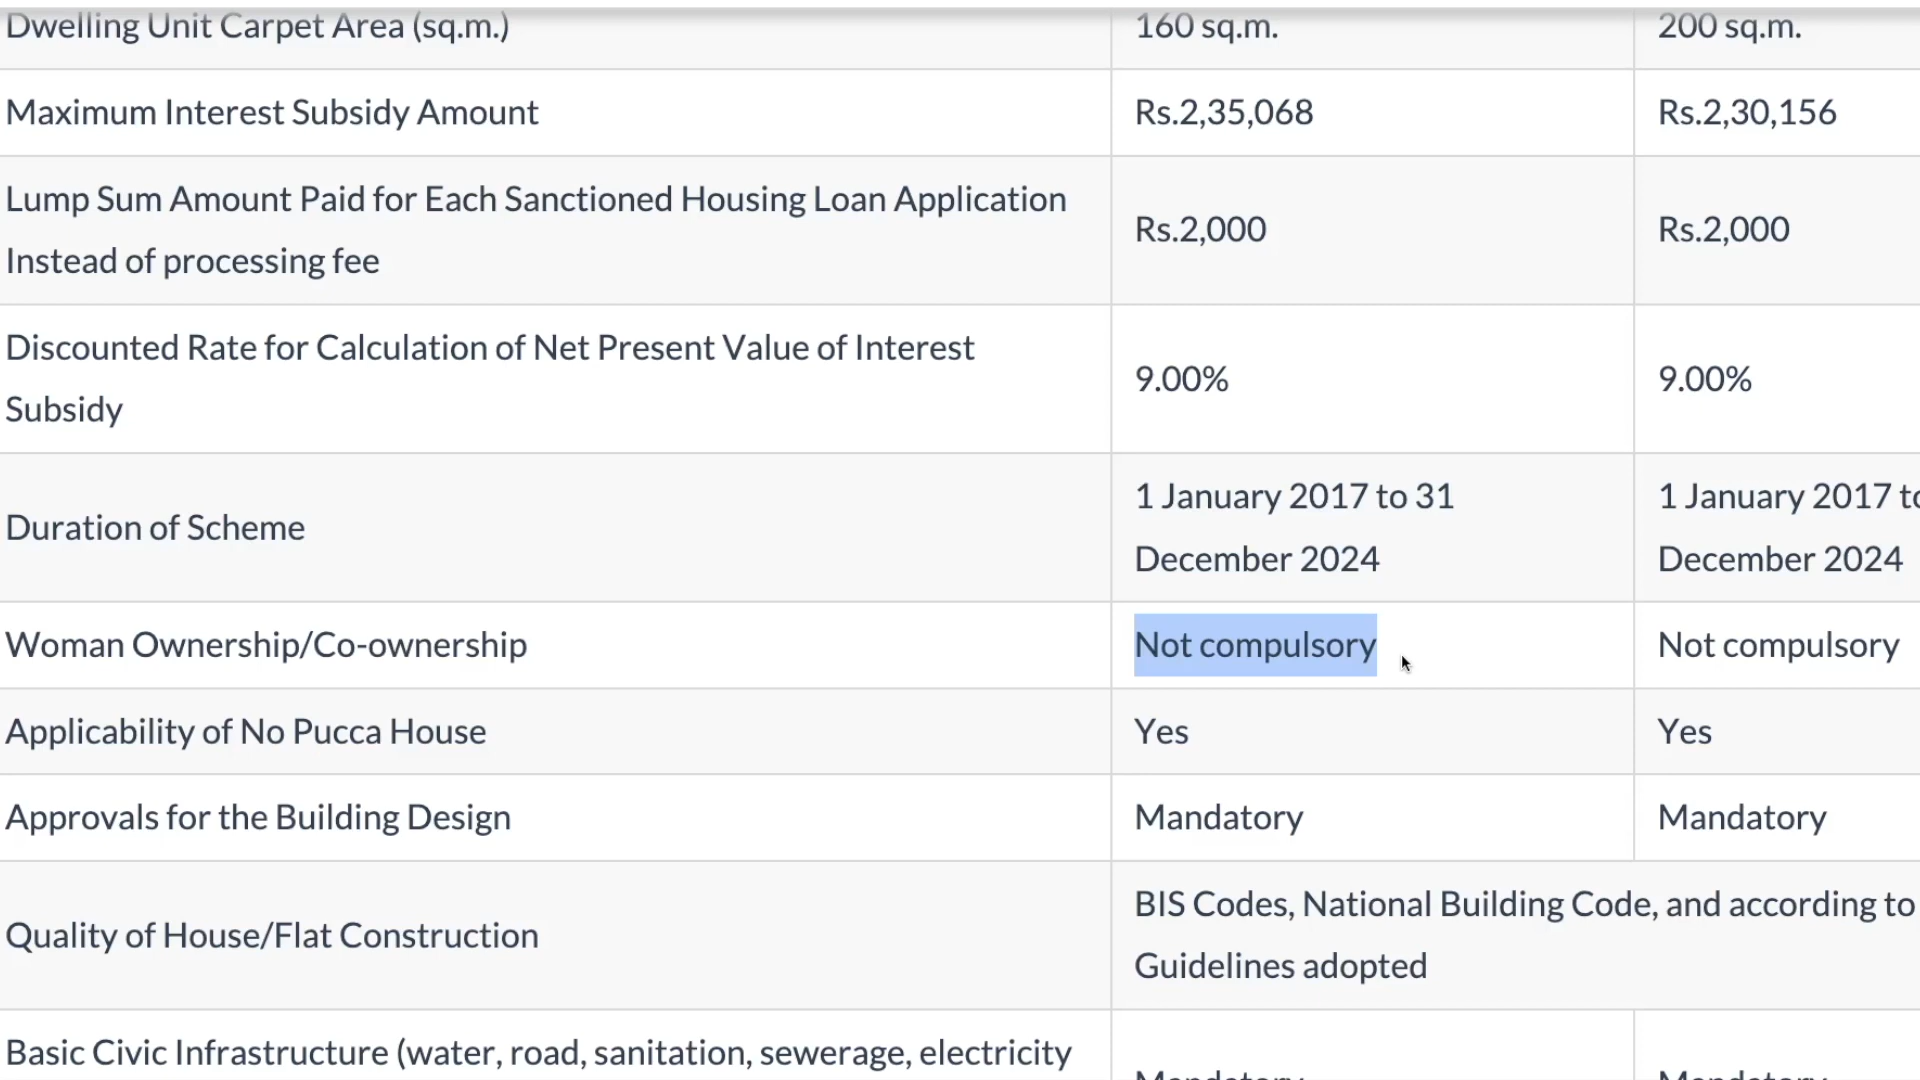 Dwelling Unit Carpet Area (sq.m.) 160 sq.m. 200 sq.m.
Maximum Interest Subsidy Amount Rs.2,35,068 Rs.2,30,156
Lump Sum Amount Paid for Each Sanctioned Housing Loan Application
Instead of processing fee
Rs.2,000 Rs.2,000
Discounted Rate for Calculation of Net Present Value of Interest
Subsidy
9.00% 9.00%
Duration of Scheme
1 January 2017 to 31
December 2024
1 January 2017 to
December 2024
Woman Ownership/Co-ownership Not compulsory Not compulsory
Applicability of No Pucca House Yes Yes
Approvals for the Building Design Mandatory Mandatory
Quality of House/Flat Construction
BIS Codes, National Building Code, and according to
Guidelines adopted
Basic Civic Infrastructure (water, road, sanitation, sewerage, electricity
Mandatory Mandatory